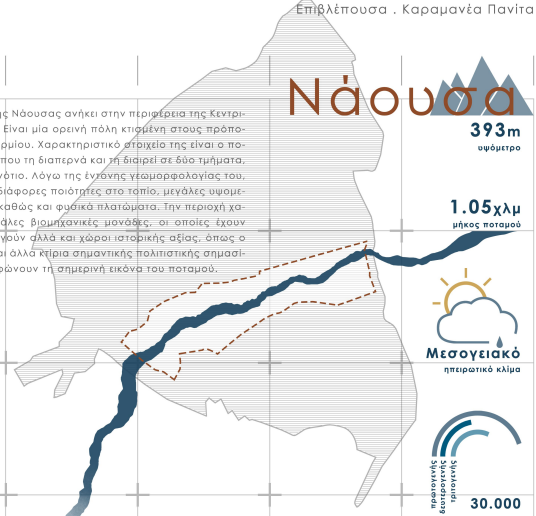 Επιβλέπουσα . Καραμανέα Πανίτα
Νάουσα
ς Νάουσας ανήκει στην περιφέρεια της Κεντρι-
Είναι μία ορεινή πόλη κτισμένη στους πρόπο-
ρμίου. Χαρακτηριστικό στοιχείο της είναι ο πο-
που τη διαπερνά και τη διαιρεί σε δύο τμήματα,
νότιο. Λόγω της έντονης γεωμορφολογίας του,
διάφορες ποιότητες στο τοπίο, μεγάλες υψομε-
καθώς και φυσικά πλατώματα. Την περιοχή χα-
άλες βιομηχανικές μονάδες, οι οποίες έχουν
γούν αλλά και χώροι ιστορικής αξίας, όπως ο
αι άλλα κτίρια σημαντικής πολιτιστικής σημασί-
φώνουν τη σημερινή εικόνα του ποταμού.
393m
υψόμετρο
1.05χλμ
μήκος ποταμού
Μεσογειακό
ηπειρωτικό κλίμα
πρωτογενής
δευτερογενής
τριτογενής
30.000